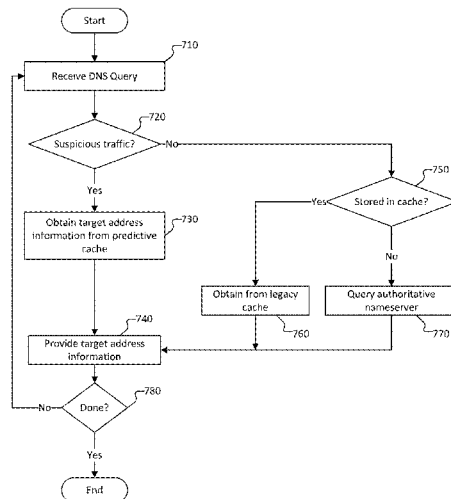 Start
710
Receive DNS Query
720
Suspicious traffic?
No
750
Stored in cache?
Yes
Yes
730
Obtain target address
information from predictive
cache
No
Obtain from legacy
cache
Query authoritative
nameserver
740
760
770
Provide target address
information
780
No
Done?
Yes
End